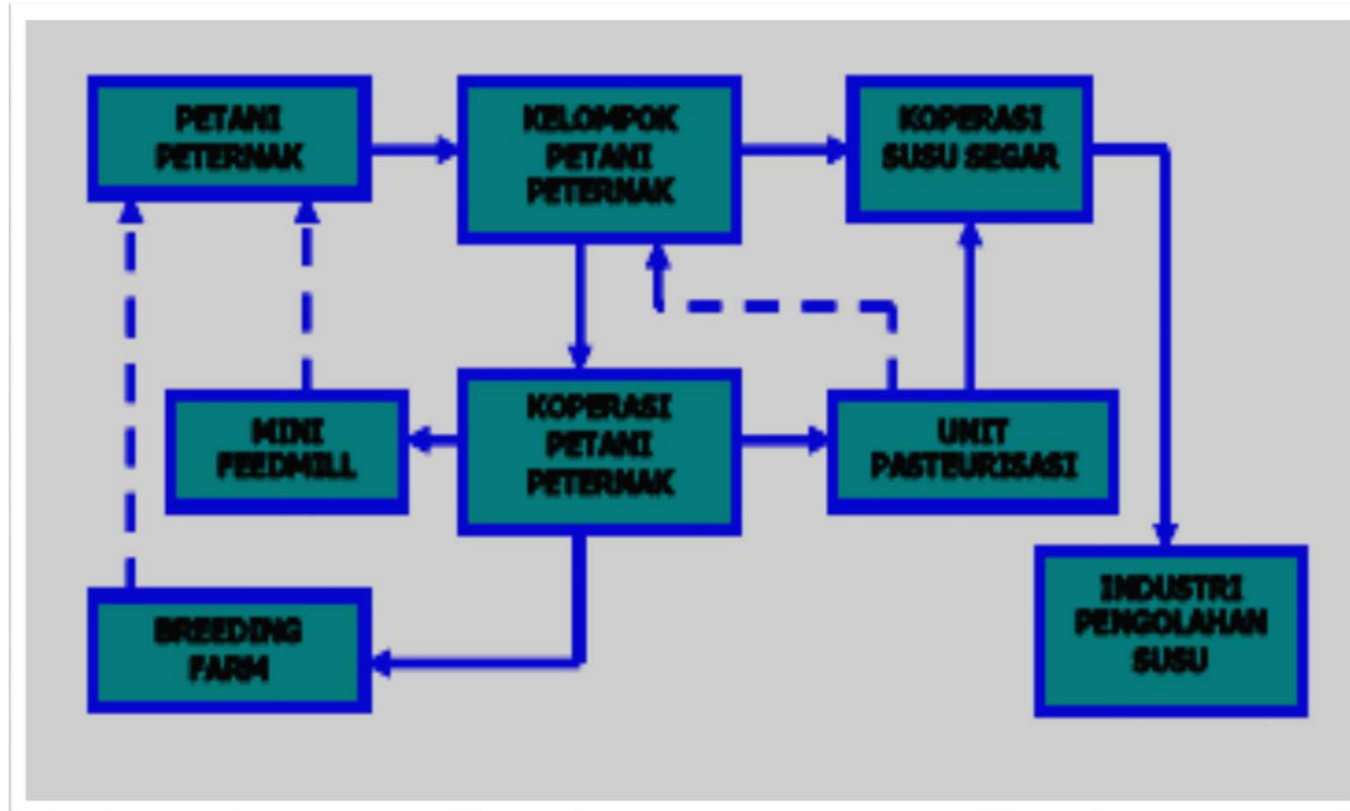 PETANI
PETERNAK
KELOMPOK
PETANI
PETERNAK
KOPERASI
SUSU SEGAR
MINI
FEEDMILL
KOPERASI
PETANI
PETERNAK
UNIT
PASTEURISASI
BREEDING
FARM
INDUSTRI
PENGOLAHAN
SUSU